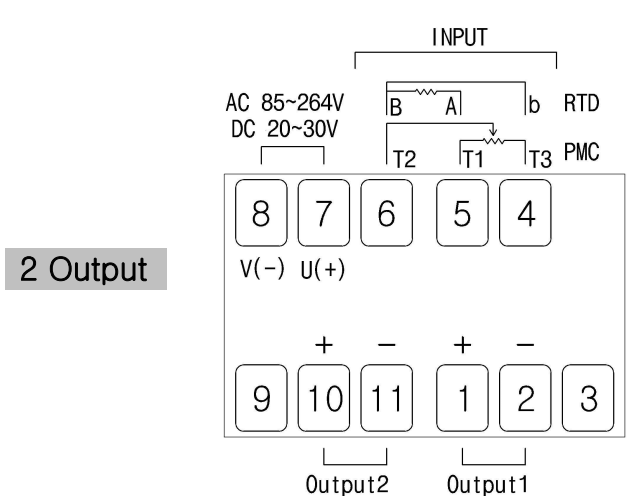 INPUT
AC 85~264V
DC 20~30V
B A b RTD
T2 T1 T3 PMC
8 7 6 5 4
V(-) U(+)
2 Output
+ - + -
9 10 11 1 2 3
Output2 Output1